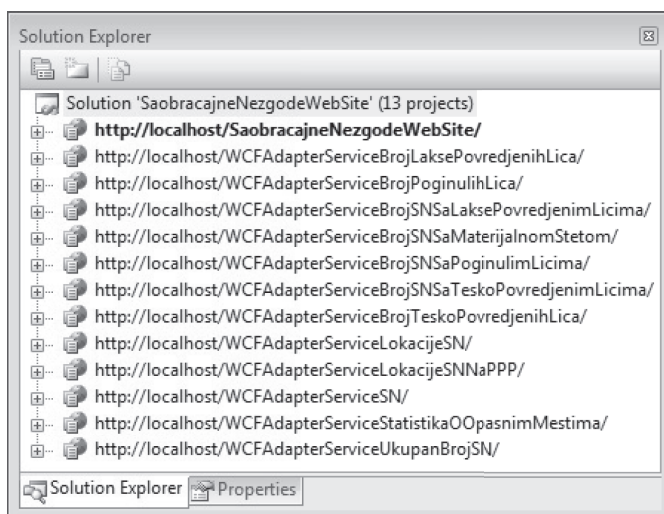 Solution Explorer
Solution 'SaobracajneNezgodeWebSite' (13 projects)
http://localhost/SaobracajneNezgodeWebSite/
http://localhost/WCFAdapterServiceBrojLaksePovredjenihLica/
http://localhost/WCFAdapterServiceBrojPoginulihLica/
http://localhost/WCFAdapterServiceBrojSNSaLaksePovredjenimLicima/
http://localhost/WCFAdapterServiceBrojSNSaMaterijalnomStetom/
http://localhost/WCFAdapterServiceBrojSNSaPoginulimLicima/
http://localhost/WCFAdapterServiceBrojSNSaTeskoPovredjenimLicima/
http://localhost/WCFAdapterServiceBrojTeskoPovredjenihLica/
http://localhost/WCFAdapterServiceLokacijeSN/
http://localhost/WCFAdapterServiceLokacijeSNNaPPP/
http://localhost/WCFAdapterServiceSN/
http://localhost/WCFAdapterServiceStatistikaOOpasnimMestima/
http://localhost/WCFAdapterServiceUkupanBrojSN/
Solution Explorer Properties